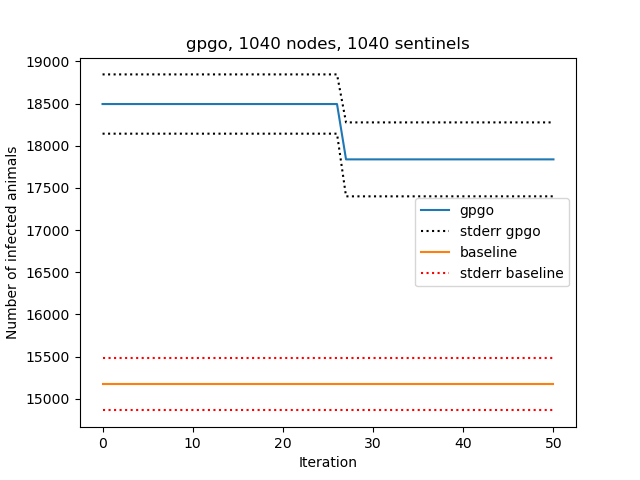 gpgo, 1040 nodes, 1040 sentinels
Number of infected animals
19000
18500
18000
17500
17000
16500
16000
15500
15000
gpgo
stderr gpgo
baseline
stderr baseline
0
10
20
30
40
50
Iteration